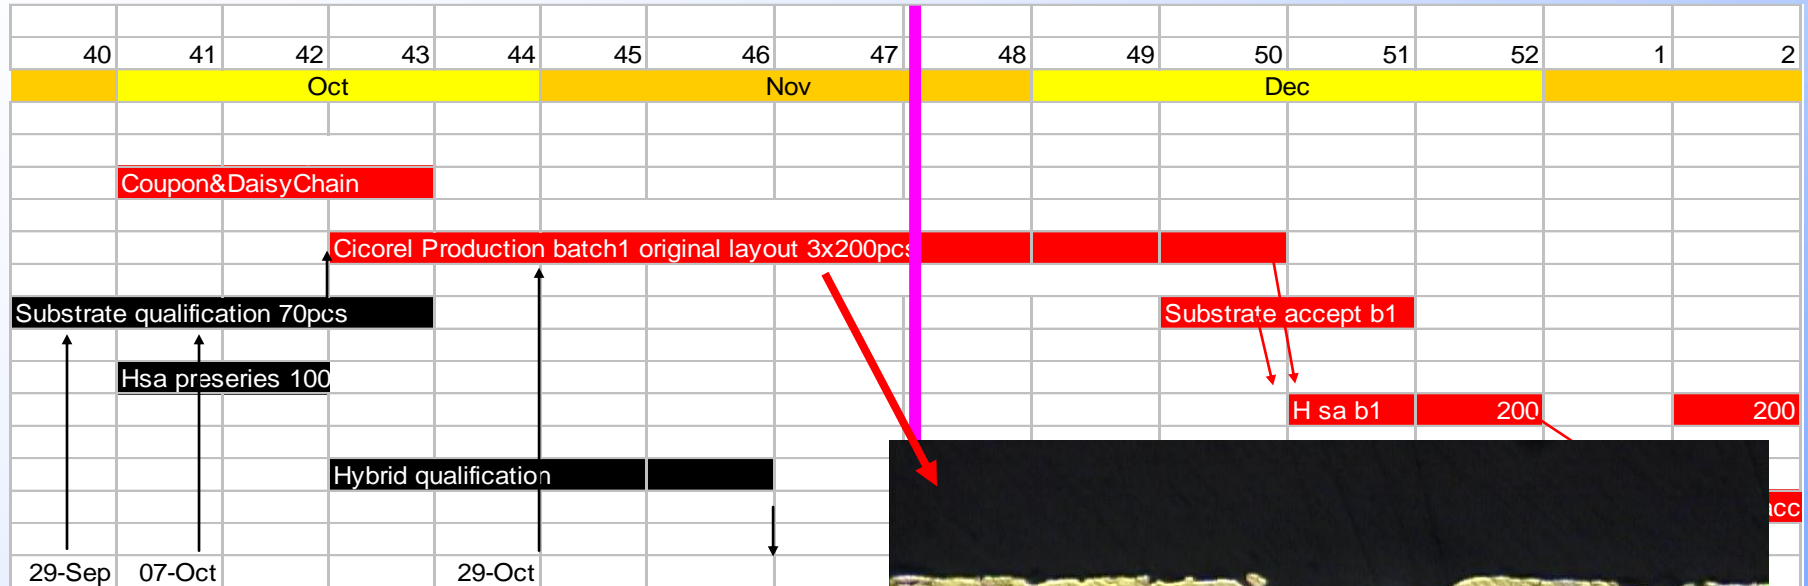 40 41 42 43 44 45 46 47 48 49 50 51 52 1 2
Oct Nov Dec
Coupon&DaisyChain
Cicorel Production batch1 original layout 3x200pcs
Substrate qualification 70pcs Substrate accept b1
Hsa preseries 100
H sa b1 200 200
Hybrid qualification
acc
29-Sep 07-Oct 29-Oct